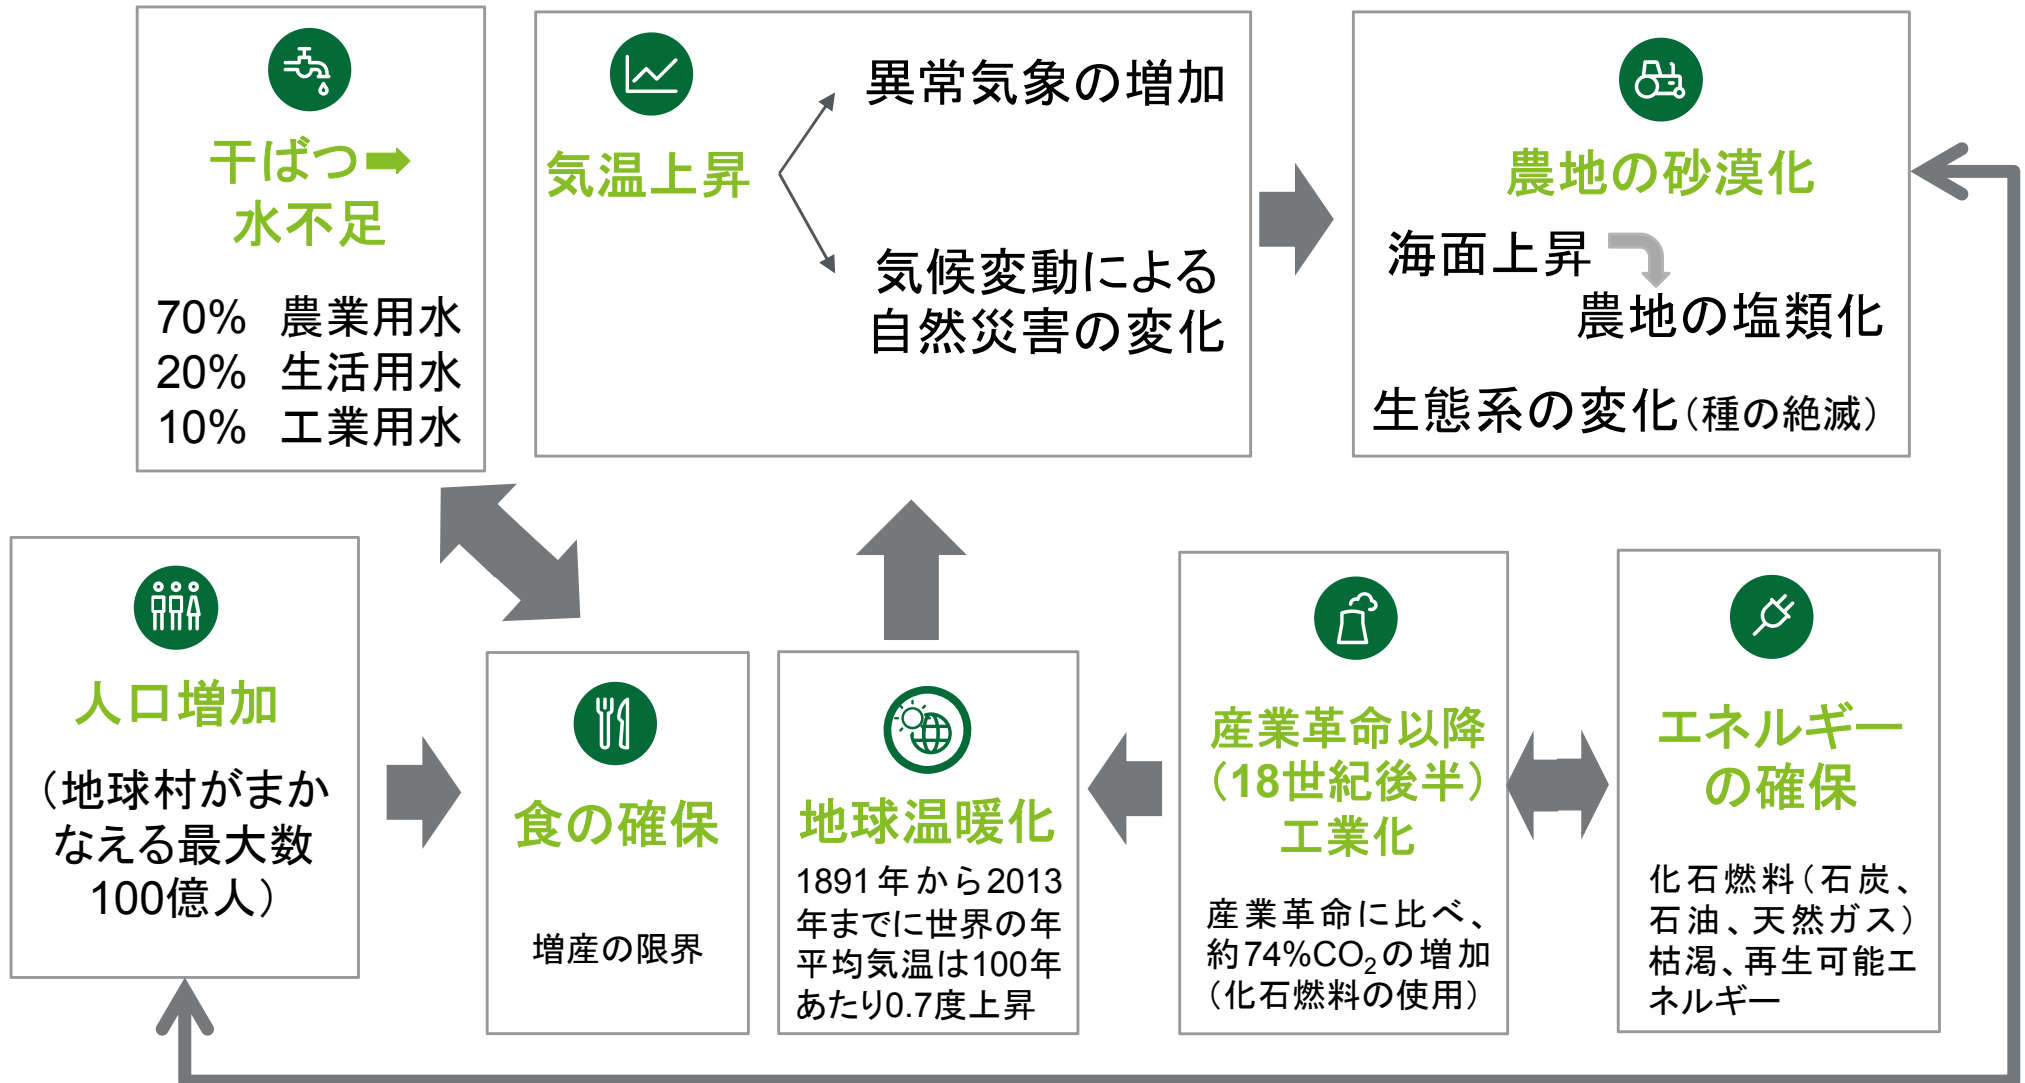 干ばつ➡
水不足
70% 農業用水
20% 生活用水
10% 工業用水
気温上昇
異常気象の増加
気候変動による
自然災害の変化
農地の砂漠化
海面上昇
農地の塩類化
生態系の変化（種の絶滅）
人口増加
（地球村がまか
なえる最大数
100億人）
食の確保
増産の限界
地球温暖化
1891年から2013
年までに世界の年
平均気温は100年
あたり0.7度上昇
産業革命以降
（18世紀後半）
工業化
産業革命に比べ、
約74%CO₂の増加
（化石燃料の使用）
エネルギー
の確保
化石燃料（石炭、
石油、天然ガス）
枯渇、再生可能エ
ネルギー